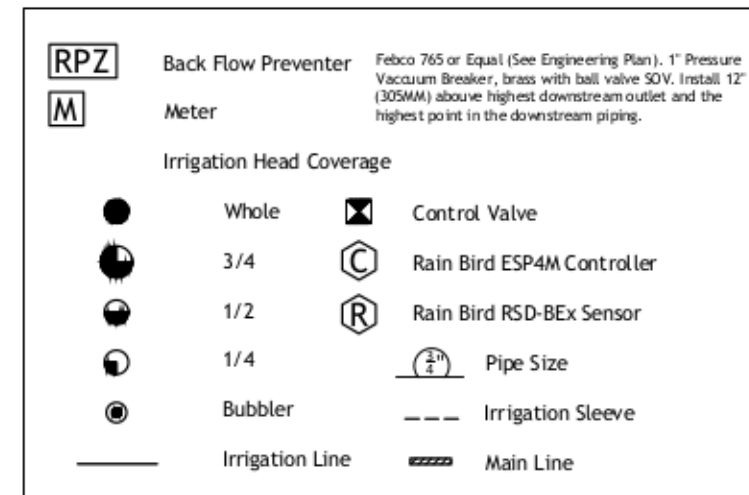 RPZ Back Flow Preventer
Febco 765 or Equal (See Engineering Plan). 1" Pressure
Vaccuum Breaker, brass with ball valve SOV. Install 12"
(305MM) abouve highest downstream outlet and the
highest point in the downstream piping.
M Meter
Irrigation Head Coverage
Whole Control Valve
3/4 C Rain Bird ESP4M Controller
1/2 R Rain Bird RSD-BEx Sensor
1/4 3/4" Pipe Size
Bubbler Irrigation Sleeve
Irrigation Line Main Line